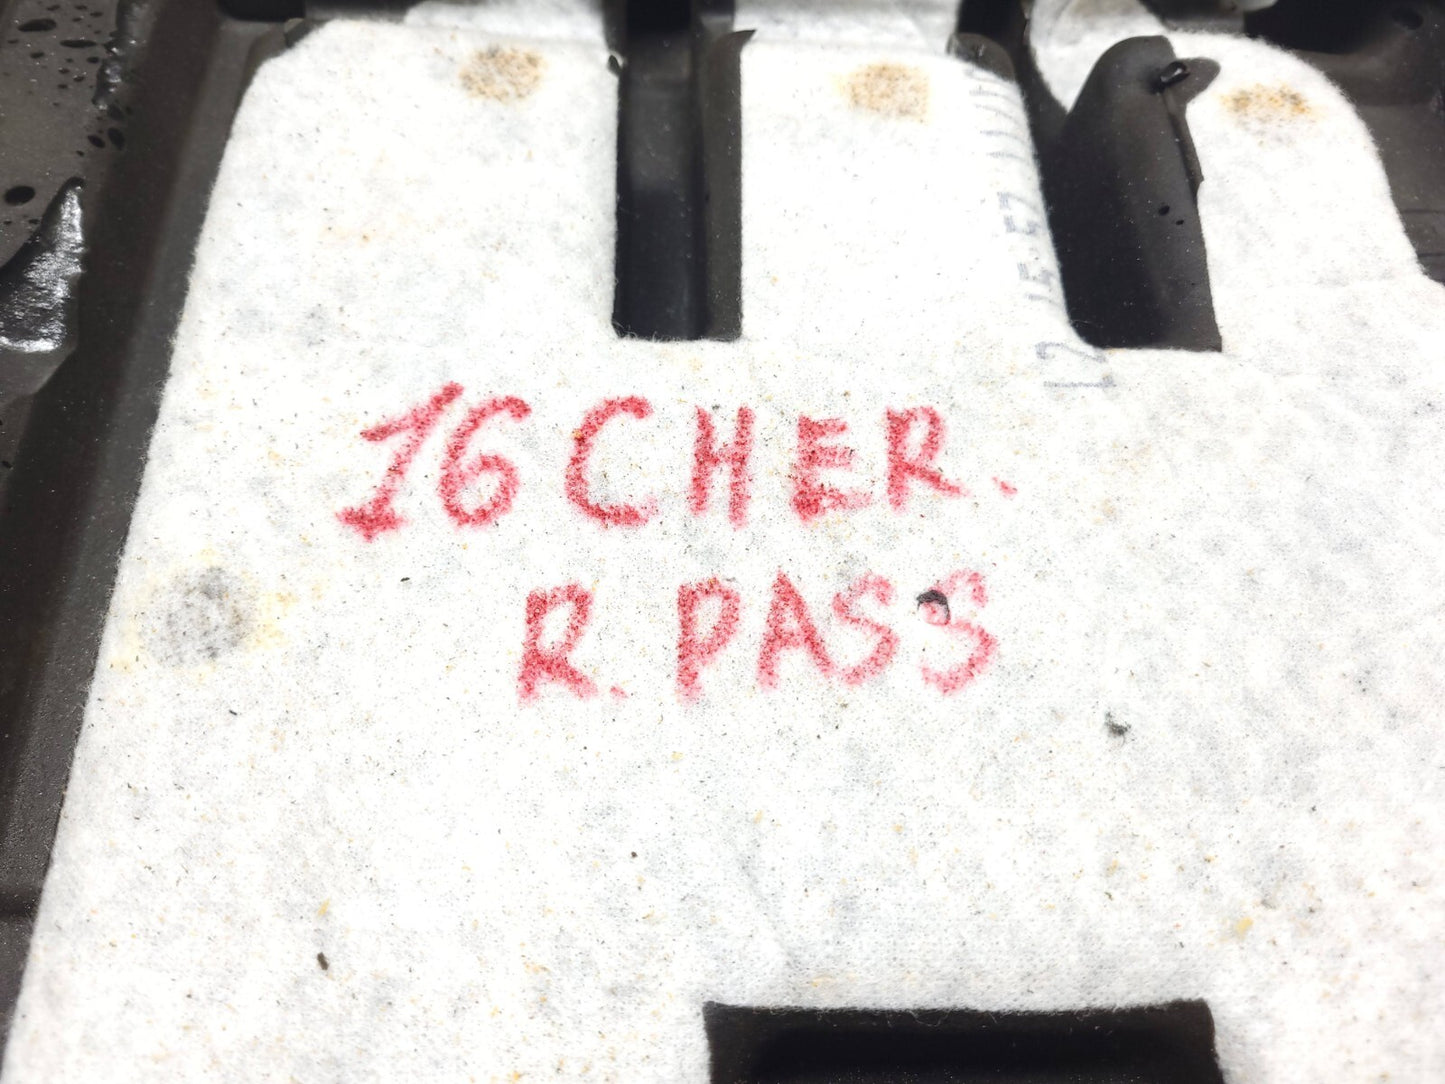 16 CHER.
R. PASS